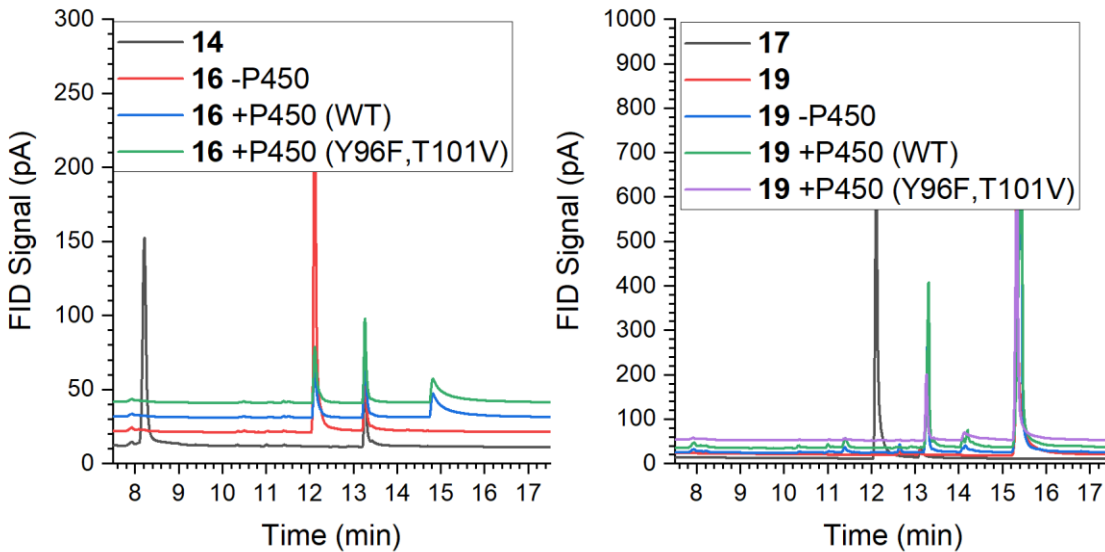 300
250
200
150
100
50
0
FID Signal (pA)
14
16 -P450
16 +P450 (WT)
16 +P450 (Y96F,T101V)
8 9 10 11 12 13 14 15 16 17
Time (min)
1000
900
800
700
600
500
400
300
200
100
0
FID Signal (pA)
17
19
19 -P450
19 +P450 (WT)
19 +P450 (Y96F,T101V)
8 9 10 11 12 13 14 15 16 17
Time (min)